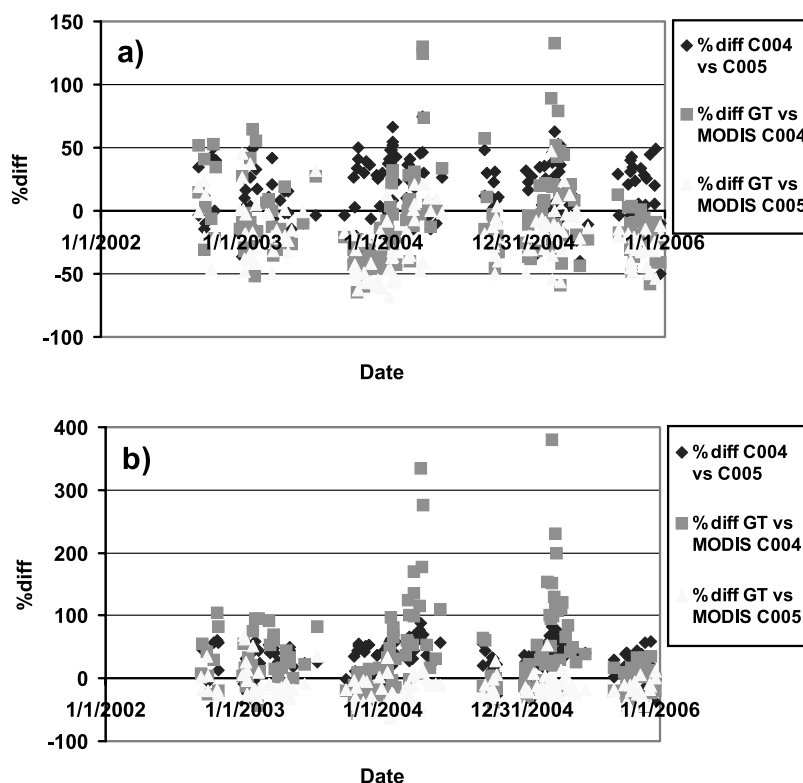 150
100
50
0
-50
-100
%diff
a)
1/1/2002
1/1/2003
1/1/2004
12/31/2004
1/1/2006
Date
%diff C004
vs C005
%diff GT vs
MODIS C004
%diff GT vs
MODIS C005
400
300
200
100
0
-100
%diff
b)
1/1/2002
1/1/2003
1/1/2004
12/31/2004
1/1/2006
Date
%diff C004
vs C005
%diff GT vs
MODIS C004
%diff GT vs
MODIS C005